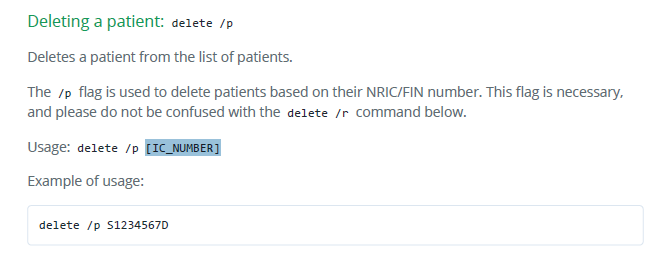 Deleting a patient: delete /p
Deletes a patient from the list of patients.
The /p flag is used to delete patients based on their NRIC/FIN number. This flag is necessary,
and please do not be confused with the delete /r command below.
Usage: delete /p [IC_NUMBER]
Example of usage:
delete /p S1234567D